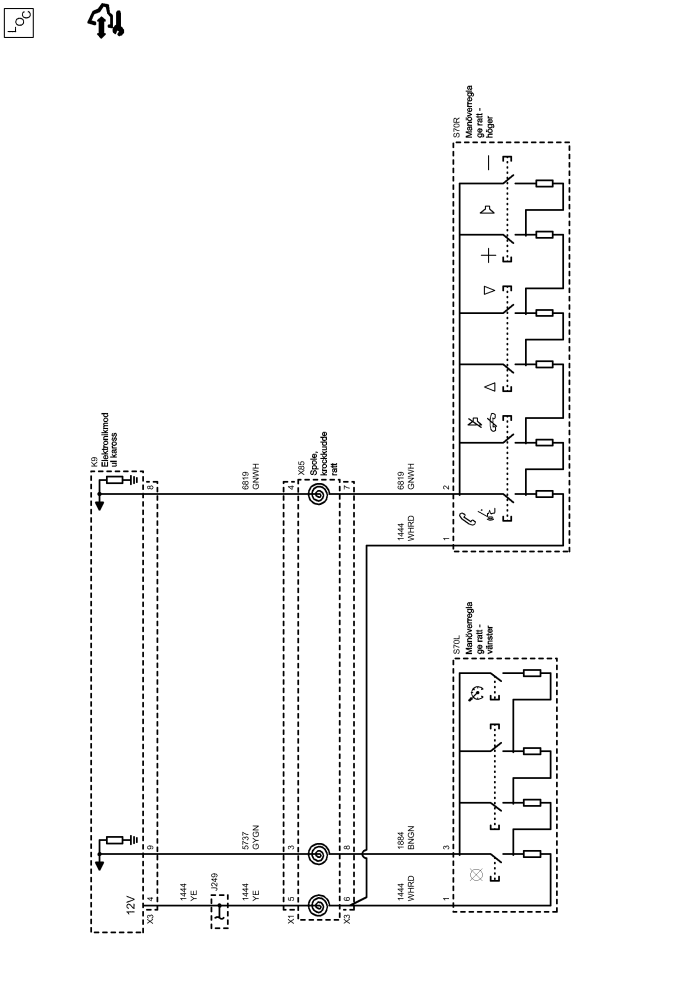 LOC
K9
Elektronikmod
ul kaross
12V
X3
4
9
8
1444
YE
J249
1444
YE
5737
GYGN
6819
GNWH
X1
5
3
4
X85
Spole,
krockkudde
ratt
X3
6
8
7
1444
WHRD
1884
BNGN
1444
WHRD
6819
GNWH
1
3
1
2
S70L
Manöverregla
ge ratt -
vänster
S70R
Manöverregla
ge ratt -
höger